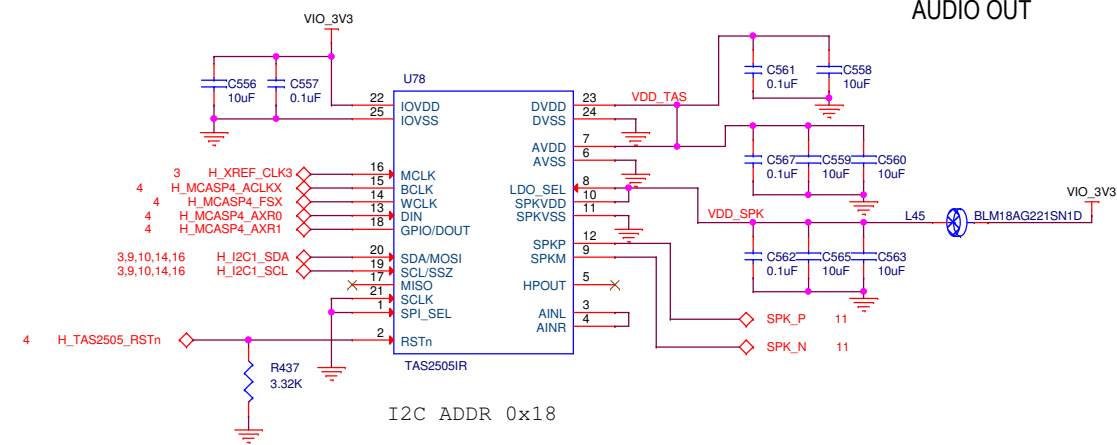 AUDIO OUT
VIO_3V3
C556
10uF
C557
0.1uF
U78
22 IOVDD
25 IOVSS
DVDD 23
DVSS 24
AVDD 7
AVSS 6
LDO_SEL 8
SPKVDD 10
SPKVSS 11
SPKP 12
SPKM 9
HPOUT 5
AINL 3
AINR 4
VDD_TAS
C561
0.1uF
C558
10uF
C567
0.1uF
C559
10uF
C560
10uF
VDD_SPK
L45
BLM18AG221SN1D
VIO_3V3
C562
0.1uF
C565
10uF
C563
10uF
3 H_XREF_CLK3 16 MCLK
4 H_MCASP4_ACLKX 15 BCLK
4 H_MCASP4_FSX 14 WCLK
4 H_MCASP4_AXR0 13 DIN
4 H_MCASP4_AXR1 18 GPIO/DOUT
3,9,10,14,16 H_I2C1_SDA 20 SDA/MOSI
3,9,10,14,16 H_I2C1_SCL 19 SCL/SSZ
17 MISO
21 SCLK
1 SPI_SEL
4 H_TAS2505_RSTn 2 RSTn
SPK_P 11
SPK_N 11
R437
3.32K
TAS2505IR
I2C ADDR 0x18